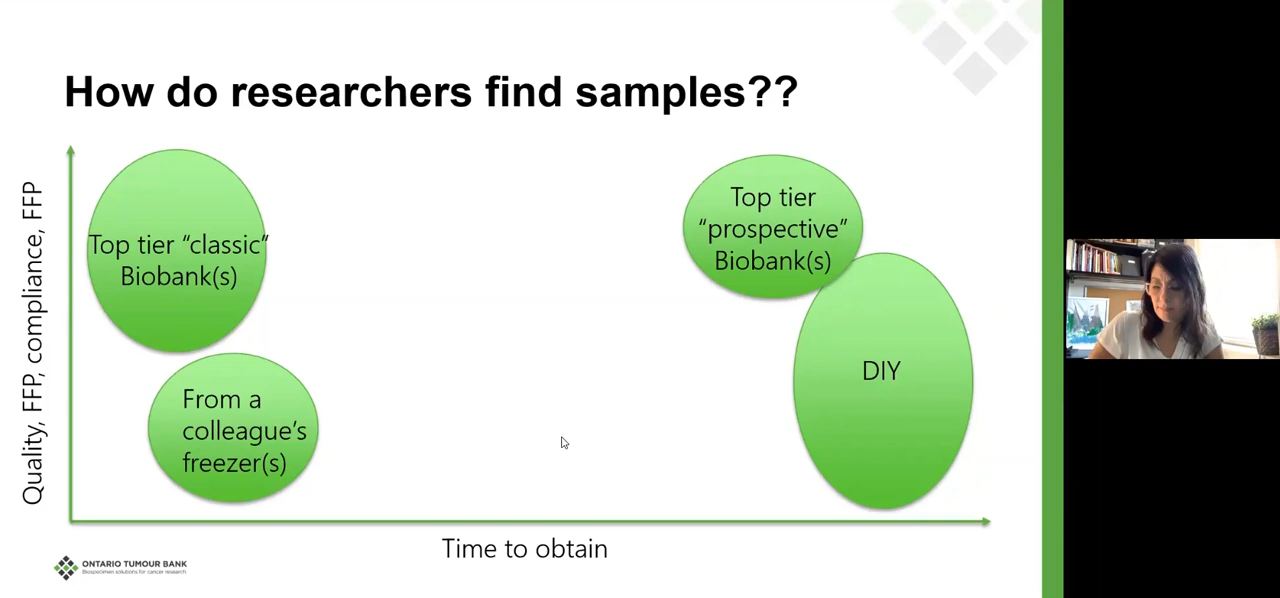 How do researchers find samples??
Quality, FFP, compliance, FFP
Top tier “classic”
Biobank(s)
From a
colleague’s
freezer(s)
Top tier
“prospective”
Biobank(s)
DIY
Time to obtain
ONTARIO TUMOUR BANK
Biospecimen solutions for cancer research